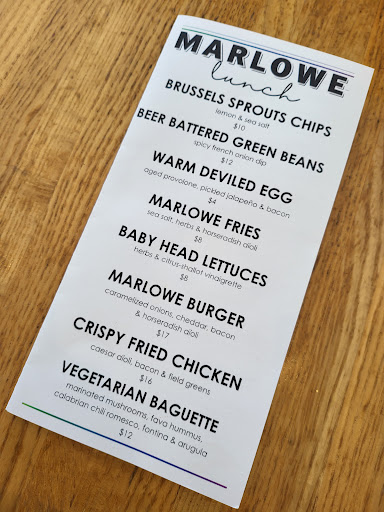 MARLOWE
lunch
BRUSSELS SPROUTS CHIPS
lemon & sea salt
$10
BEER BATTERED GREEN BEANS
spicy french onion dip
$12
WARM DEVILED EGG
aged provolone, pickled jalapeño & bacon
$4
MARLOWE FRIES
sea salt, herbs & horseradish aioli
$8
BABY HEAD LETTUCES
herbs & citrus-shallot vinaigrette
$8
MARLOWE BURGER
caramelized onions, cheddar, bacon
& horseradish aioli
$17
CRISPY FRIED CHICKEN
caesar aioli, bacon & field greens
$16
VEGETARIAN BAGUETTE
marinated mushrooms, fava hummus,
calabrian chili romesco, fontina & arugula
$12